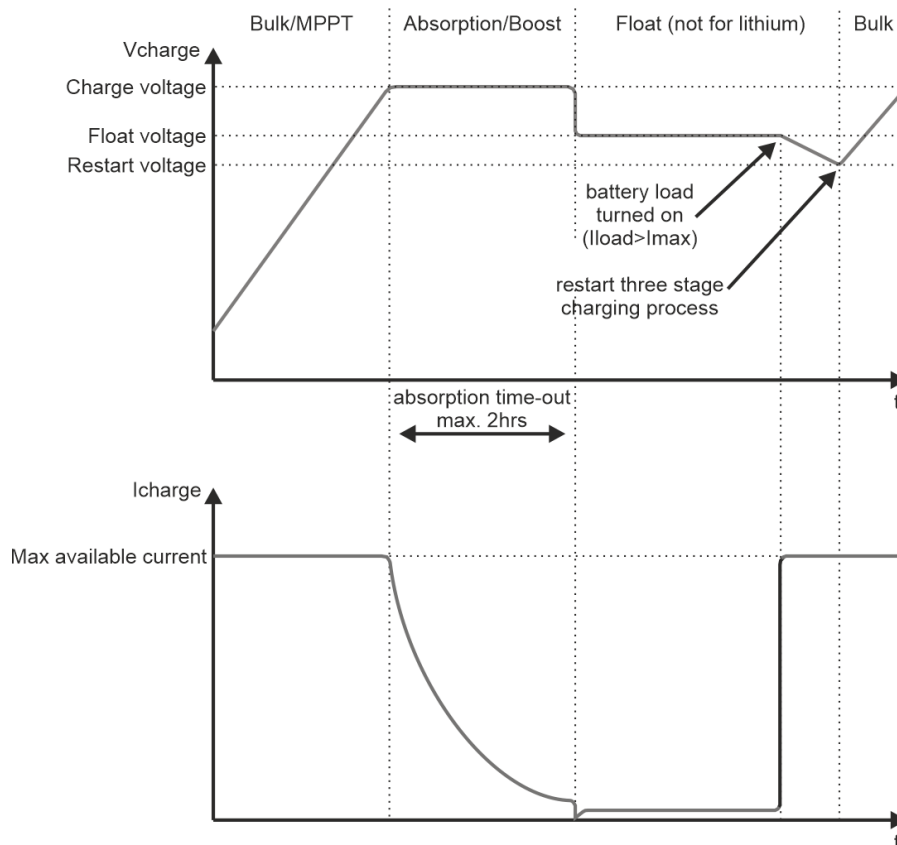 Bulk/MPPT
Absorption/Boost
Float (not for lithium)
Bulk
Vcharge
Charge voltage
Float voltage
Restart voltage
battery load
turned on
(Iload>Imax)
restart three stage
charging process
t
absorption time-out
max. 2hrs
Icharge
Max available current
t